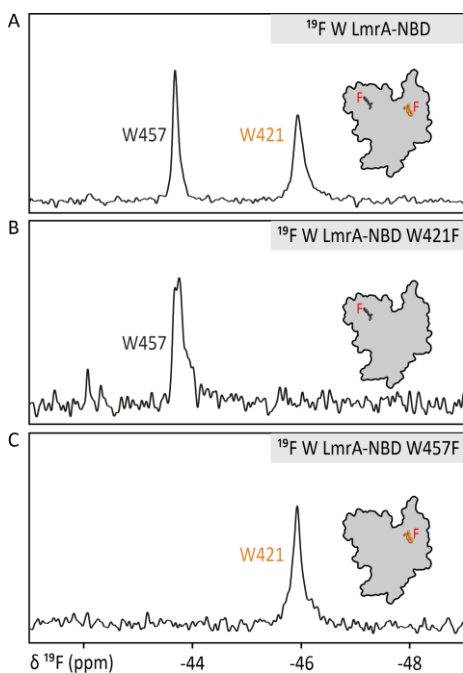 A
¹⁹F W LmrA-NBD
F
F
W457
W421
B
¹⁹F W LmrA-NBD W421F
F
W457
C
¹⁹F W LmrA-NBD W457F
F
W421
δ ¹⁹F (ppm) -44 -46 -48